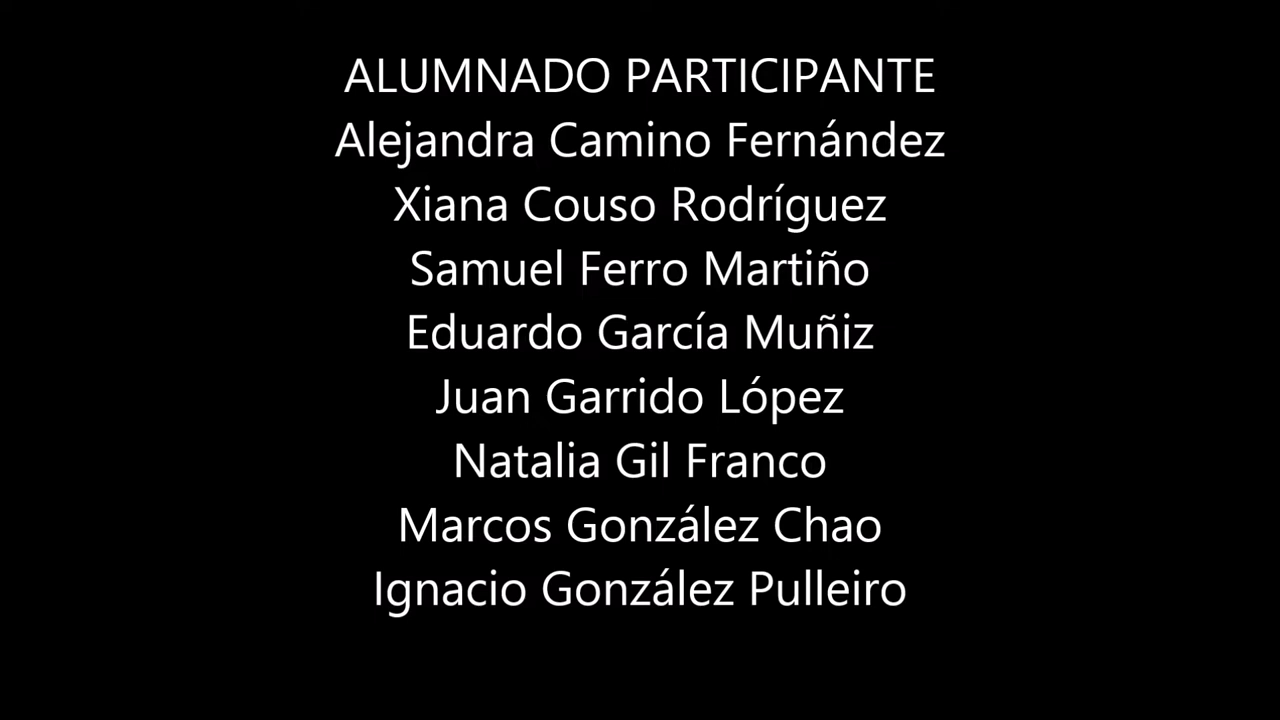 ALUMNADO PARTICIPANTE
Alejandra Camino Fernández
Xiana Couso Rodríguez
Samuel Ferro Martiño
Eduardo García Muñiz
Juan Garrido López
Natalia Gil Franco
Marcos González Chao
Ignacio González Pulleiro